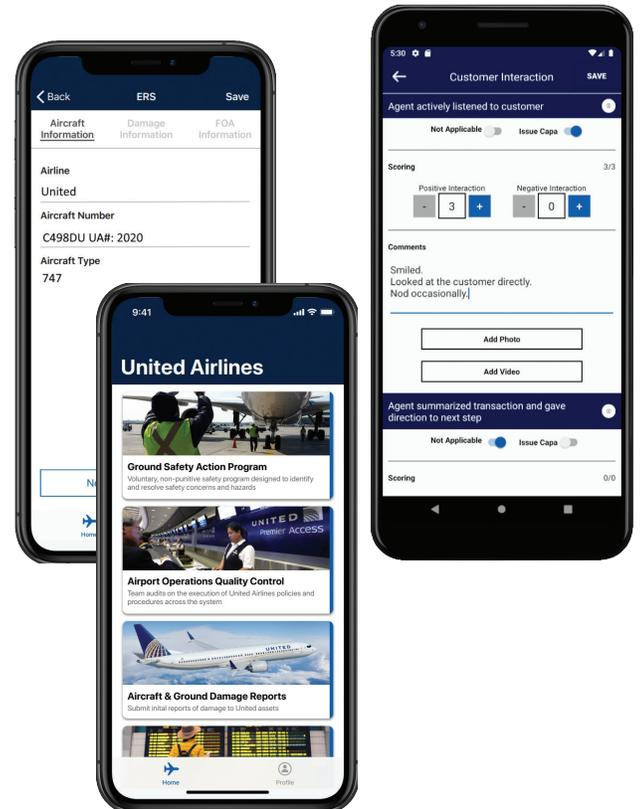 Back
ERS
Save
Aircraft
Information
Damage
Information
FOA
Information
Airline
United
Aircraft Number
C498DU UA#: 2020
Aircraft Type
747
Home
9:41
United Airlines
Ground Safety Action Program
Voluntary, non-punitive safety program designed to identify
and resolve safety concerns and hazards
UNITED
Premier Access
Airport Operations Quality Control
Team audits on the execution of United Airlines policies and
procedures across the system
UNITED
Aircraft & Ground Damage Reports
Submit inital reports of damage to United assets
Home
Profile
5:30
Customer Interaction
SAVE
Agent actively listened to customer
Not Applicable
Issue Capa
Scoring
3/3
Positive Interaction
Negative Interaction
- 3 +
- 0 +
Comments
Smiled.
Looked at the customer directly.
Nod occasionally.
Add Photo
Add Video
Agent summarized transaction and gave
direction to next step
Not Applicable
Issue Capa
Scoring
0/0